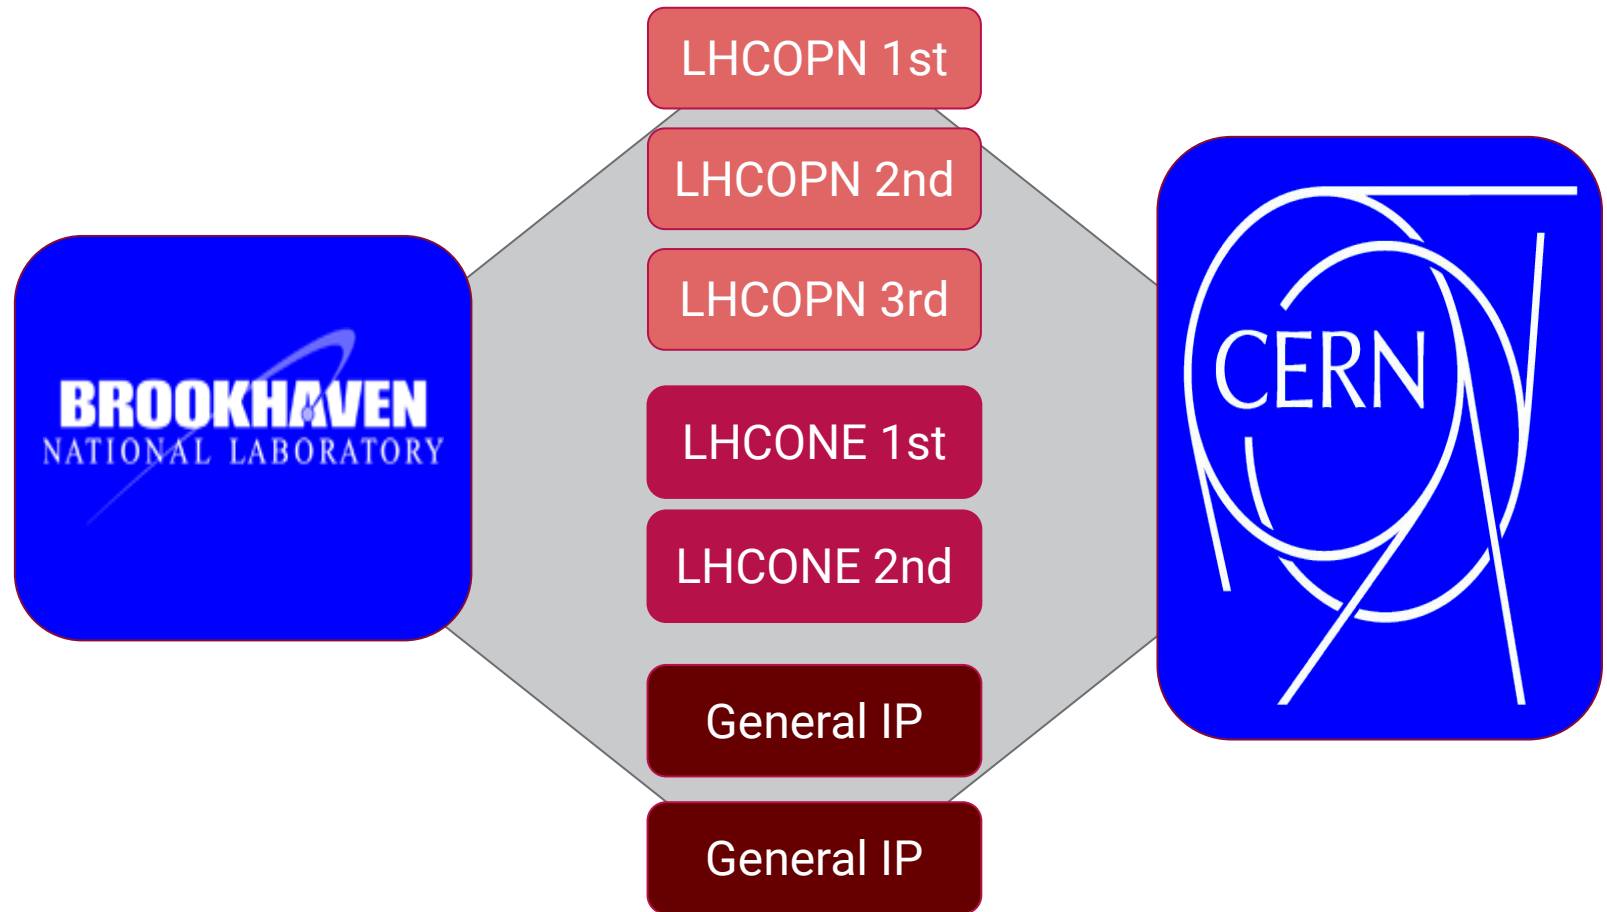 LHCOPN 1st
LHCOPN 2nd
LHCOPN 3rd
BROOKHAVEN
NATIONAL LABORATORY
CERN
LHCONE 1st
LHCONE 2nd
General IP
General IP